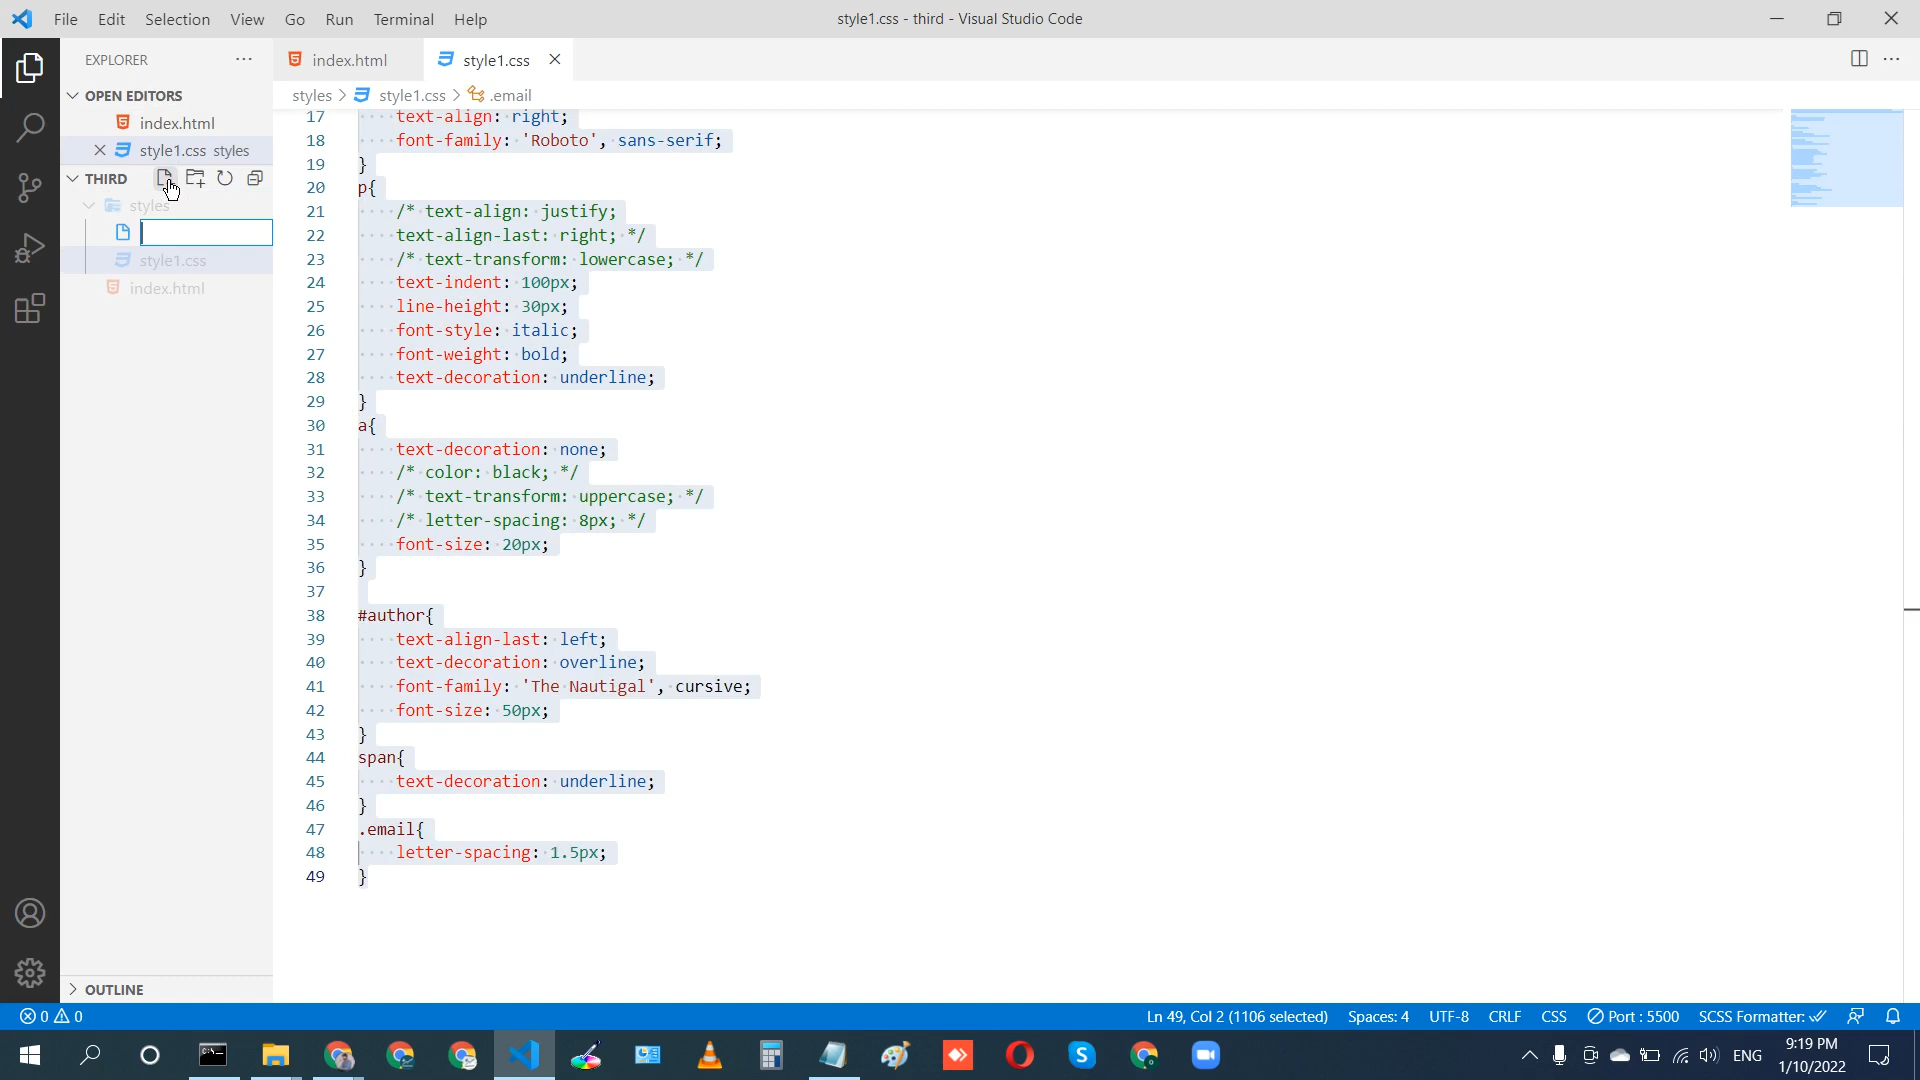 File Edit Selection View Go Run Terminal Help
style1.css - third - Visual Studio Code
EXPLORER
index.html
style1.css
OPEN EDITORS
styles > style1.css > .email
index.html
style1.css styles
THIRD
styles
style1.css
index.html
17 text-align: right;
18 font-family: 'Roboto', sans-serif;
19 }
20 p{
21 /* text-align: justify;
22 text-align-last: right; */
23 /* text-transform: lowercase; */
24 text-indent: 100px;
25 line-height: 30px;
26 font-style: italic;
27 font-weight: bold;
28 text-decoration: underline;
29 }
30 a{
31 text-decoration: none;
32 /* color: black; */
33 /* text-transform: uppercase; */
34 /* letter-spacing: 8px; */
35 font-size: 20px;
36 }
37
38 #author{
39 text-align-last: left;
40 text-decoration: overline;
41 font-family: 'The Nautigal', cursive;
42 font-size: 50px;
43 }
44 span{
45 text-decoration: underline;
46 }
47 .email{
48 letter-spacing: 1.5px;
49 }
OUTLINE
0 0
Ln 49, Col 2 (1106 selected) Spaces: 4 UTF-8 CRLF CSS Port : 5500 SCSS Formatter:
ENG
9:19 PM
1/10/2022